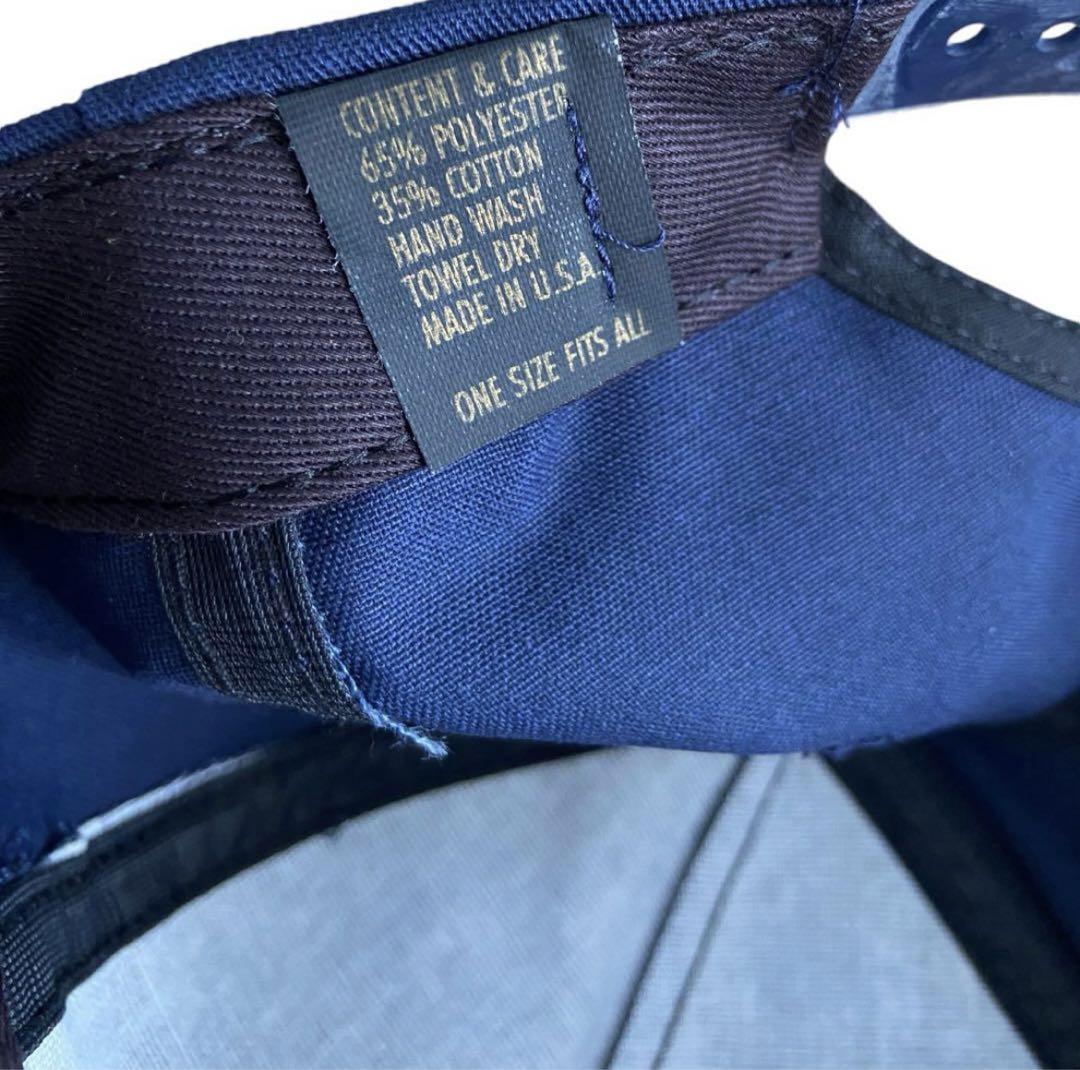 CONTENT & CARE
65% POLYESTER
35% COTTON
HAND WASH
TOWEL DRY
MADE IN U.S.A.
ONE SIZE FITS ALL